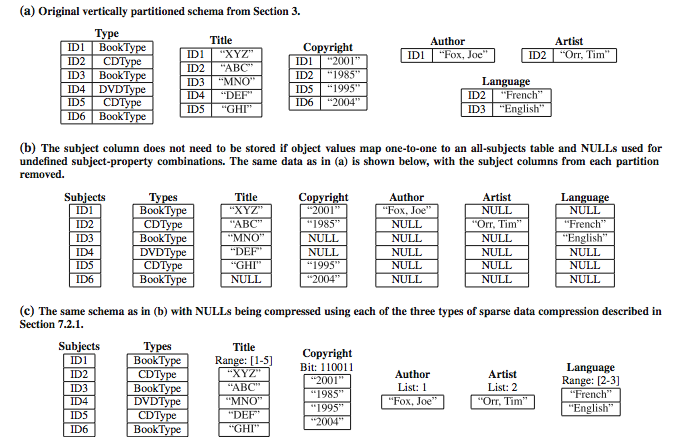 (a) Original vertically partitioned schema from Section 3.
Type
ID1 BookType
ID2 CDType
ID3 BookType
ID4 DVDType
ID5 CDType
ID6 BookType
Title
ID1 "XYZ"
ID2 "ABC"
ID3 "MNO"
ID4 "DEF"
ID5 "GHI"
Copyright
ID1 "2001"
ID2 "1985"
ID5 "1995"
ID6 "2004"
Author
ID1 "Fox, Joe"
Artist
ID2 "Orr, Tim"
Language
ID2 "French"
ID3 "English"
(b) The subject column does not need to be stored if object values map one-to-one to an all-subjects table and NULLs used for
undefined subject-property combinations. The same data as in (a) is shown below, with the subject columns from each partition
removed.
Subjects Types Title Copyright Author Artist Language
ID1 BookType "XYZ" "2001" "Fox, Joe" NULL NULL
ID2 CDType "ABC" "1985" NULL "Orr, Tim" "French"
ID3 BookType "MNO" NULL NULL NULL "English"
ID4 DVDType "DEF" NULL NULL NULL NULL
ID5 CDType "GHI" "1995" NULL NULL NULL
ID6 BookType NULL "2004" NULL NULL NULL
(c) The same schema as in (b) with NULLs being compressed using each of the three types of sparse data compression described in
Section 7.2.1.
Subjects
ID1
ID2
ID3
ID4
ID5
ID6
Types
BookType
CDType
BookType
DVDType
CDType
BookType
Title
Range: [1-5]
"XYZ"
"ABC"
"MNO"
"DEF"
"GHI"
Copyright
Bit: 110011
"2001"
"1985"
"1995"
"2004"
Author
List: 1
"Fox, Joe"
Artist
List: 2
"Orr, Tim"
Language
Range: [2-3]
"French"
"English"